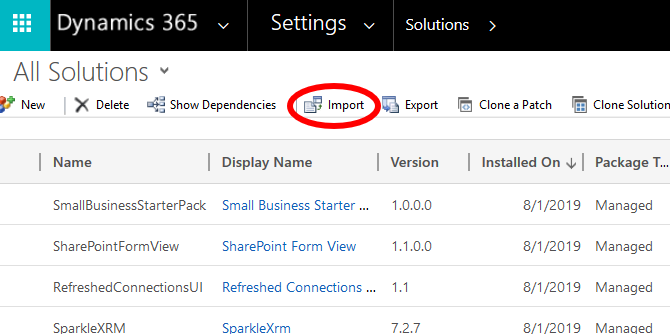 Dynamics 365 Settings Solutions
All Solutions
New Delete Show Dependencies Import Export Clone a Patch Clone Solution
Name Display Name Version Installed On Package T...
SmallBusinessStarterPack Small Business Starter ... 1.0.0.0 8/1/2019 Managed
SharePointFormView SharePoint Form View 1.1.0.0 8/1/2019 Managed
RefreshedConnectionsUI Refreshed Connections ... 1.1 8/1/2019 Managed
SparkleXRM SparkleXrm 7.2.7 8/1/2019 Managed